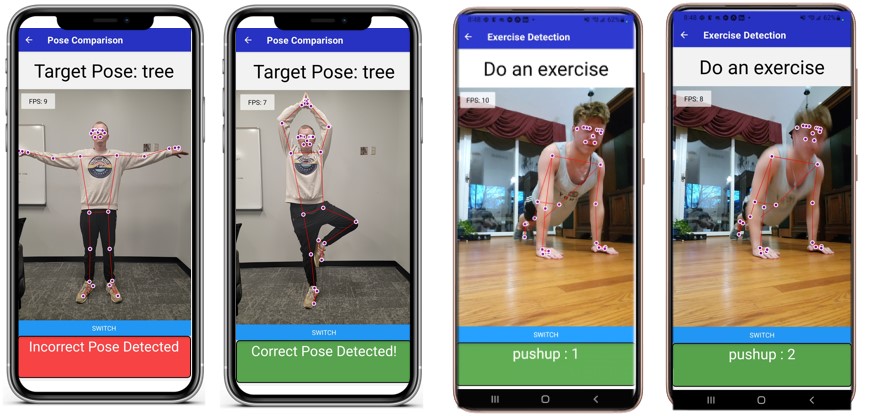 Pose Comparison
Target Pose: tree
FPS: 9
SWITCH
Incorrect Pose Detected
Pose Comparison
Target Pose: tree
FPS: 7
SWITCH
Correct Pose Detected!
Exercise Detection
Do an exercise
FPS: 10
SWITCH
pushup : 1
Exercise Detection
Do an exercise
FPS: 8
SWITCH
pushup : 2